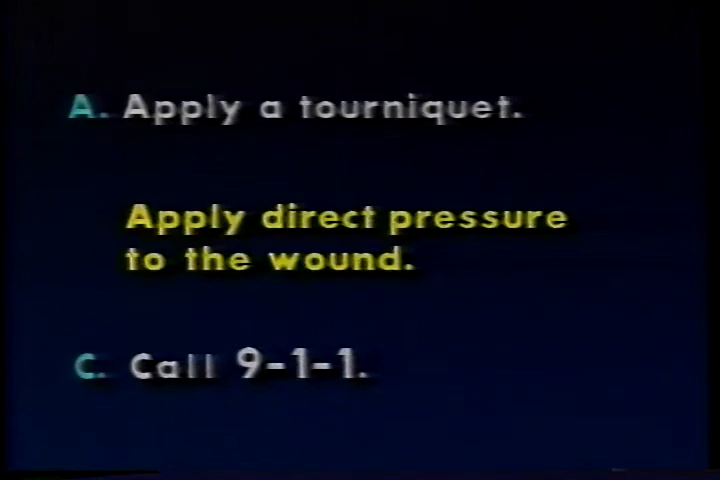 A. Apply a tourniquet.
Apply direct pressure
to the wound.
C. Call 9-1-1.